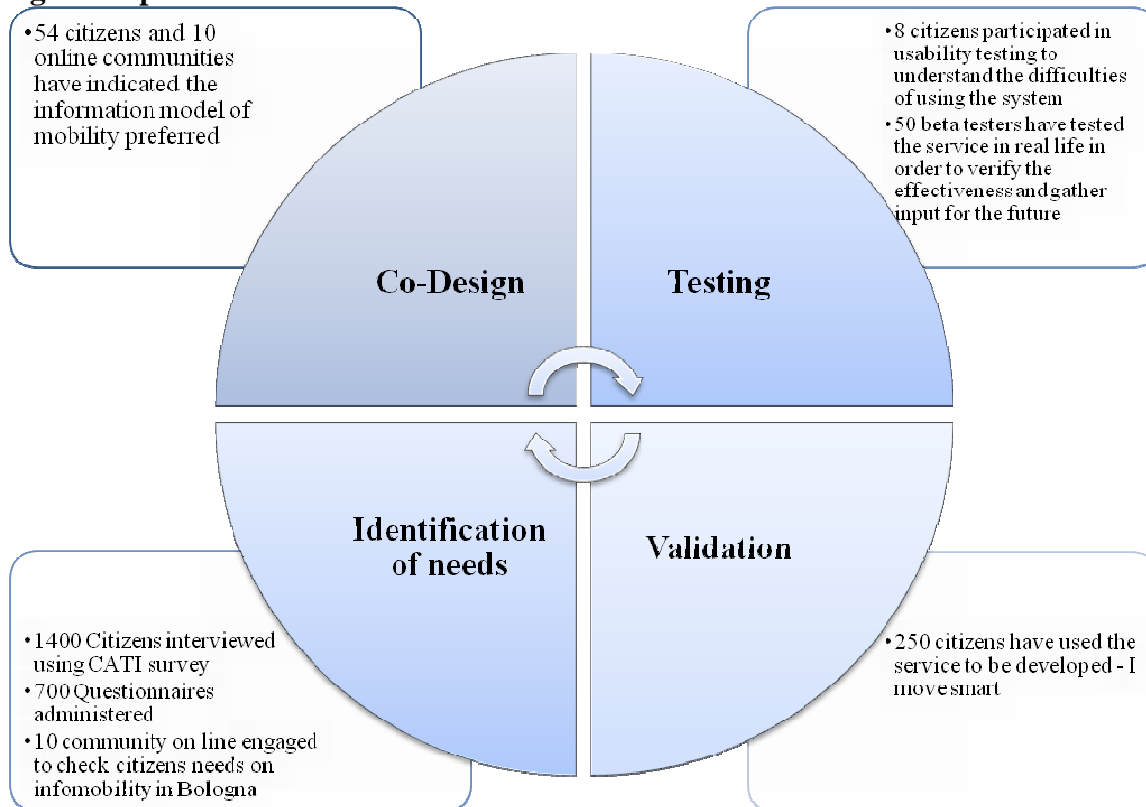 •54 citizens and 10
online communities
have indicated the
information model of
mobility preferred
•8 citizens participated in
usability testing to
understand the difficulties
of using the system
•50 beta testers have tested
the service in real life in
order to verify the
effectiveness and gather
input for the future
Co-Design
Testing
Identification
of needs
Validation
•1400 Citizens interviewed
using CATI survey
•700 Questionnaires
administered
•10 community on line engaged
to check citizens needs on
infomobility in Bologna
•250 citizens have used the
service to be developed - I
move smart